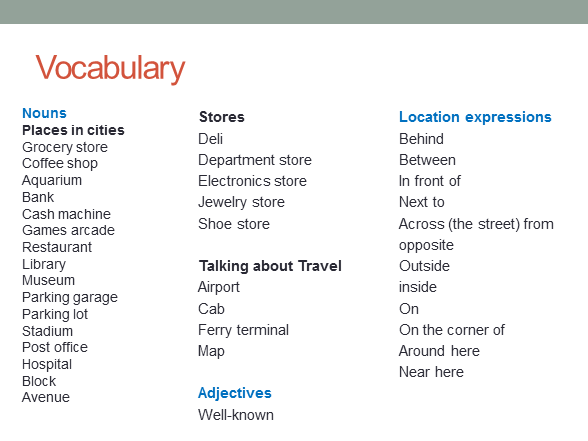 Vocabulary
Nouns
Places in cities
Grocery store
Coffee shop
Aquarium
Bank
Cash machine
Games arcade
Restaurant
Library
Museum
Parking garage
Parking lot
Stadium
Post office
Hospital
Block
Avenue
Stores
Deli
Department store
Electronics store
Jewelry store
Shoe store
Talking about Travel
Airport
Cab
Ferry terminal
Map
Adjectives
Well-known
Location expressions
Behind
Between
In front of
Next to
Across (the street) from
opposite
Outside
inside
On
On the corner of
Around here
Near here